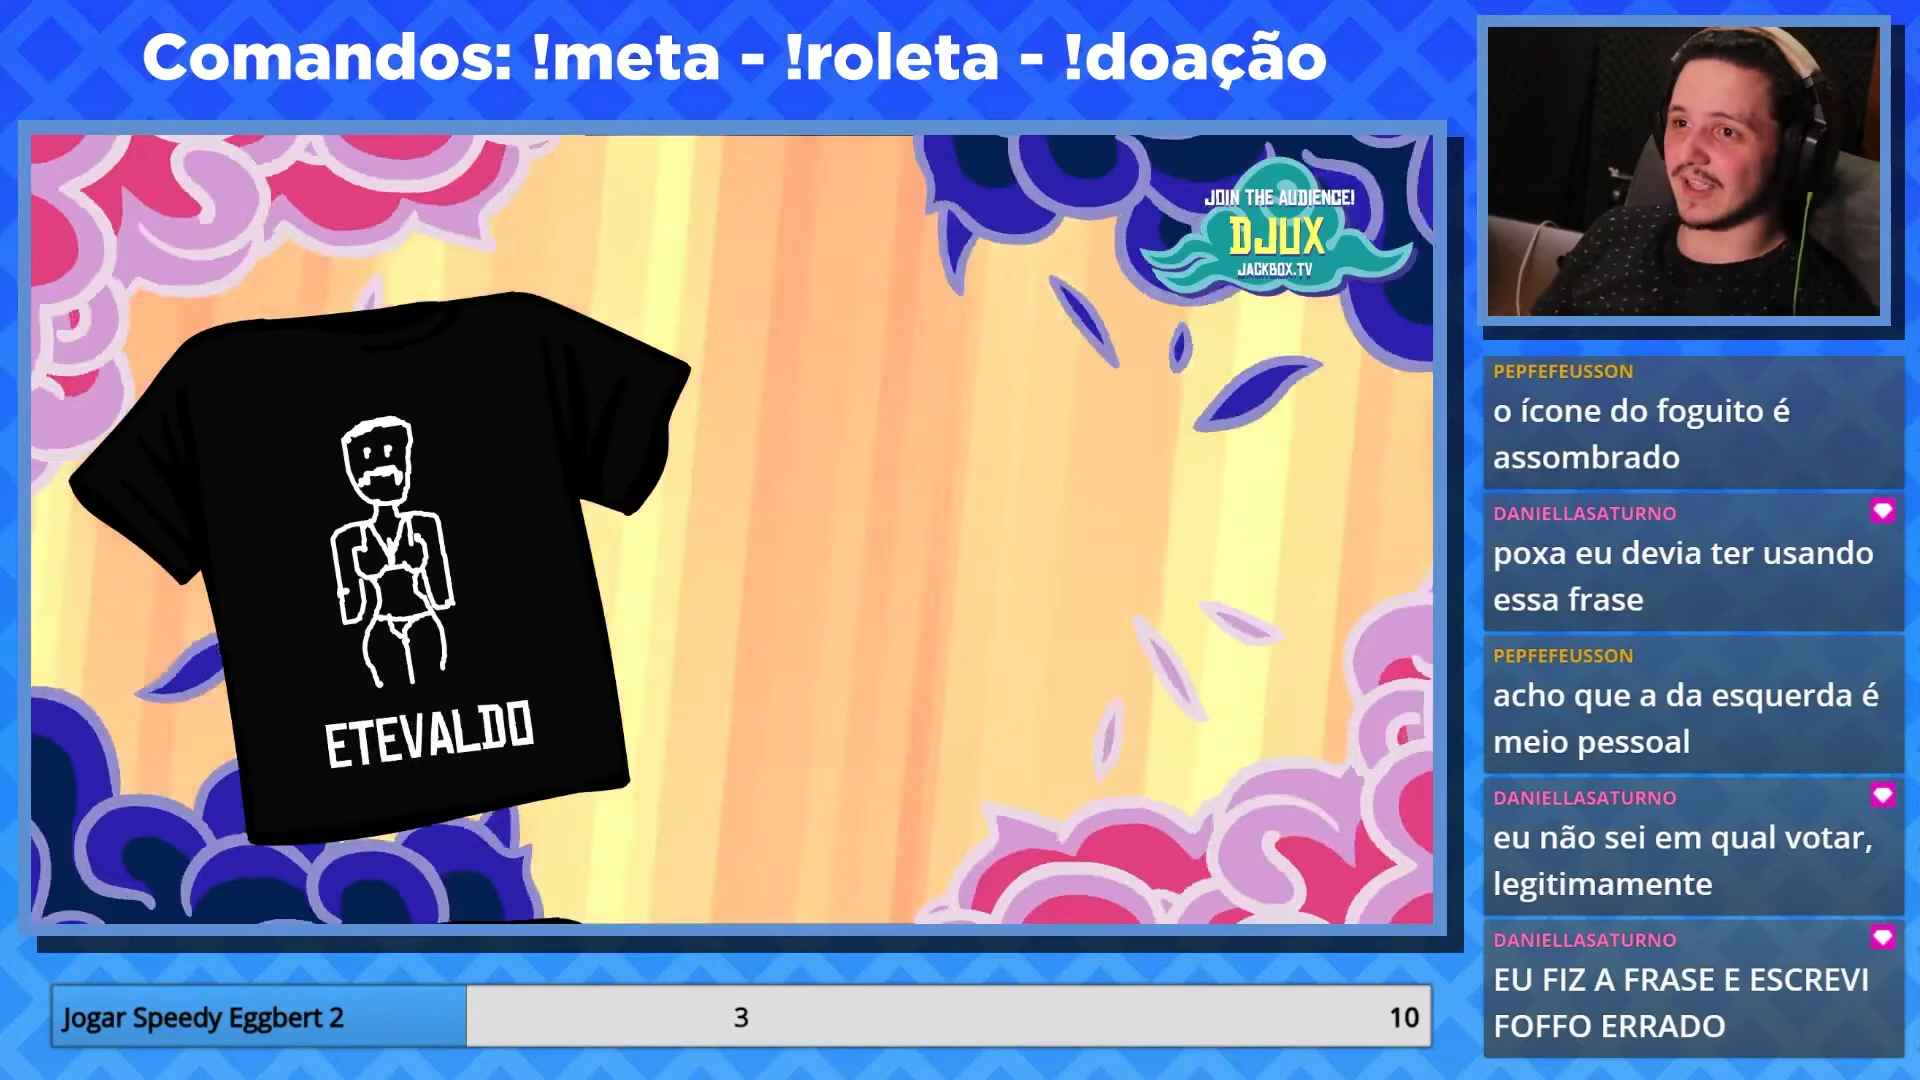 Comandos: !meta - !roleta - !doação
JOIN THE AUDIENCE!
DJUX
JACKBOX.TV
ETEVALDO
PEPFEFEUSSON
o ícone do foguito é
assombrado
DANIELLASATURNO
poxa eu devia ter usando
essa frase
PEPFEFEUSSON
acho que a da esquerda é
meio pessoal
DANIELLASATURNO
eu não sei em qual votar,
legitimamente
DANIELLASATURNO
EU FIZ A FRASE E ESCREVI
FOFFO ERRADO
Jogar Speedy Eggbert 2 3 10